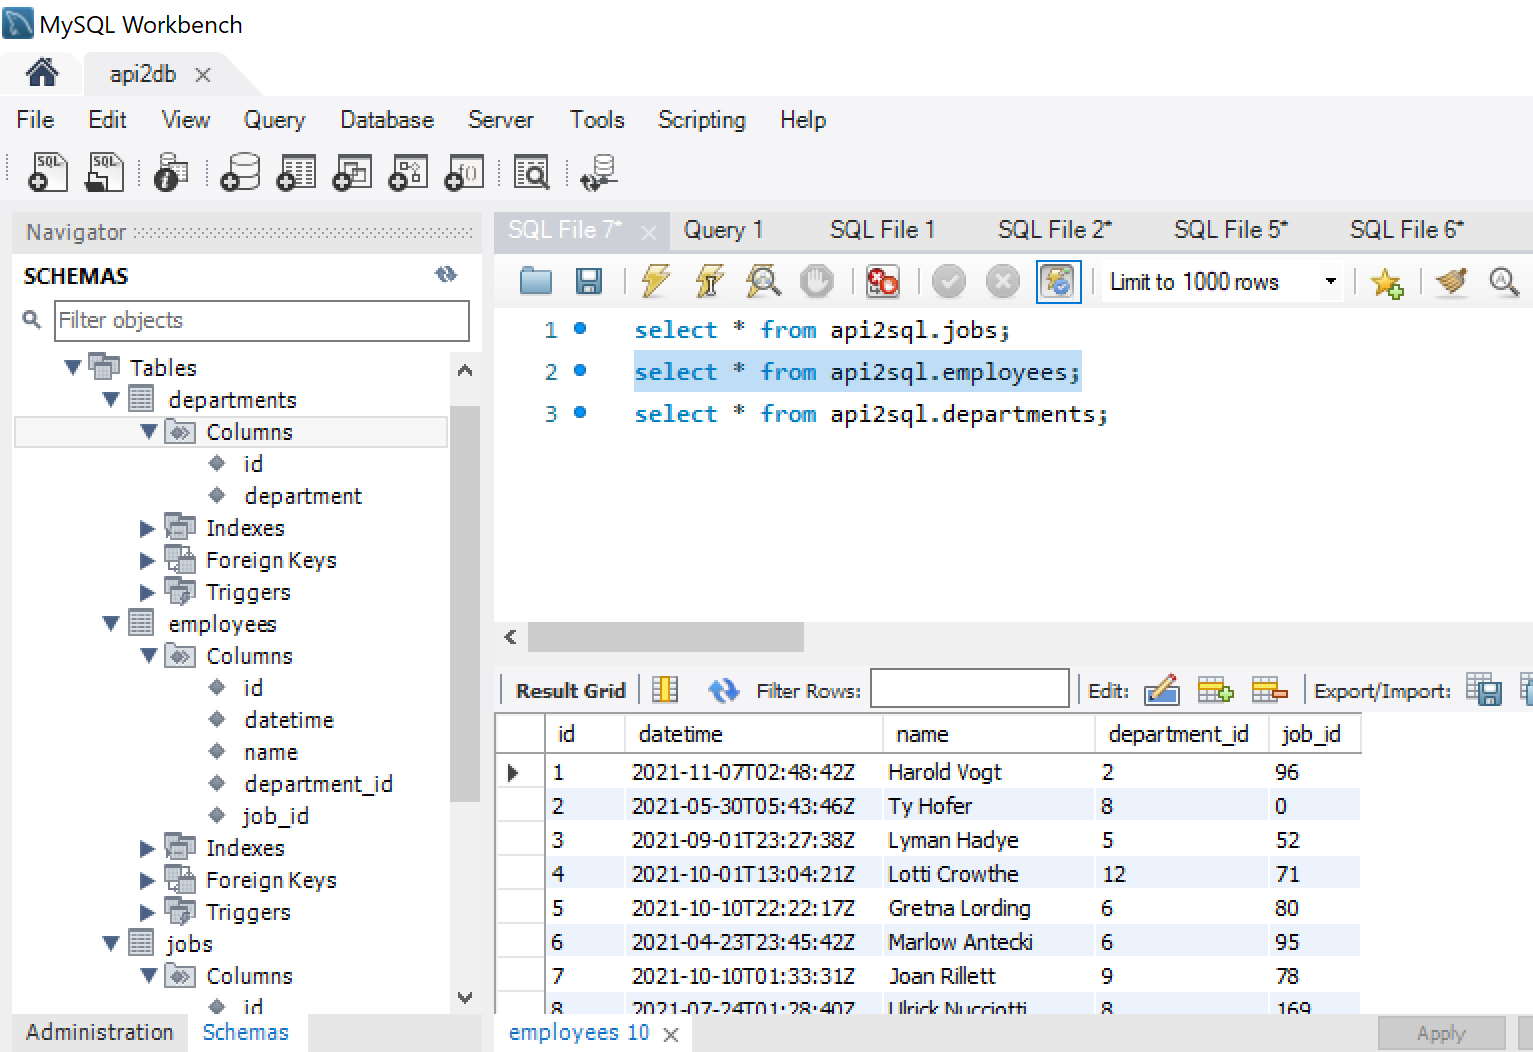 MySQL Workbench
api2db
File Edit View Query Database Server Tools Scripting Help
SQL SQL f()
Navigator
SCHEMAS
Filter objects
Tables
departments
Columns
id
department
Indexes
Foreign Keys
Triggers
employees
Columns
id
datetime
name
department_id
job_id
Indexes
Foreign Keys
Triggers
jobs
Columns
id
Administration Schemas
SQL File 7* Query 1 SQL File 1 SQL File 2* SQL File 5* SQL File 6*
Limit to 1000 rows
1 select * from api2sql.jobs;
2 select * from api2sql.employees;
3 select * from api2sql.departments;
Result Grid Filter Rows: Edit: Export/Import:
id datetime name department_id job_id
1 2021-11-07T02:48:42Z Harold Vogt 2 96
2 2021-05-30T05:43:46Z Ty Hofer 8 0
3 2021-09-01T23:27:38Z Lyman Hadye 5 52
4 2021-10-01T13:04:21Z Lotti Crowthe 12 71
5 2021-10-10T22:22:17Z Gretna Lording 6 80
6 2021-04-23T23:45:42Z Marlow Antecki 6 95
7 2021-10-10T01:33:31Z Joan Rillett 9 78
8 2021-07-24T01:28:40Z Ulrick Nucciotti 8 169
employees 10 Apply